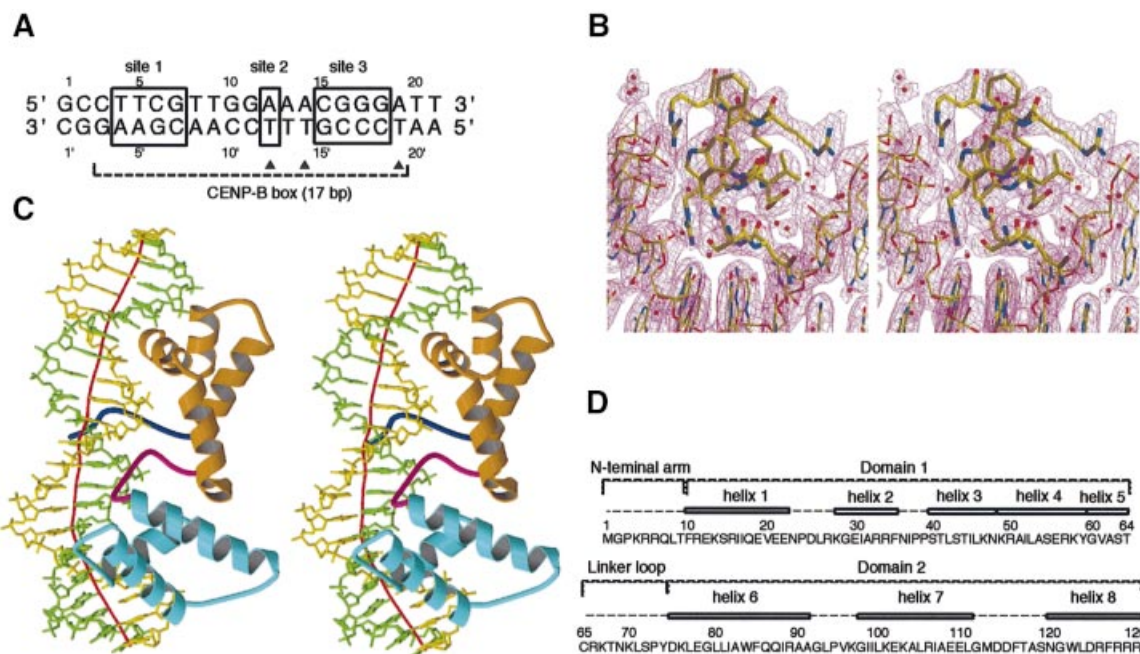 A
site 1 site 2 site 3
1 5 10 15 20
5' GCCTTCGTTGGAAACGGGATT 3'
3' CGGAAGCAACCTTTGCCCTAA 5'
1' 5' 10' 15' 20'
CENP-B box (17 bp)
B
C
D
N-teminal arm Domain 1
helix 1 helix 2 helix 3 helix 4 helix 5
1 10 20 30 40 50 60 64
MGPKRRQLTFREKSRIIQEVEENPDLRKGEIARRFNIPPSTLSTILKNKRAILASERKYGVAST
Linker loop Domain 2
helix 6 helix 7 helix 8
65 70 80 90 100 110 120
CRKTNKLSPYDKLEGLLIAWFQQIRAAGLPVKGIILKEKALRIAEELGMDDFTASNGWLDRFRRR